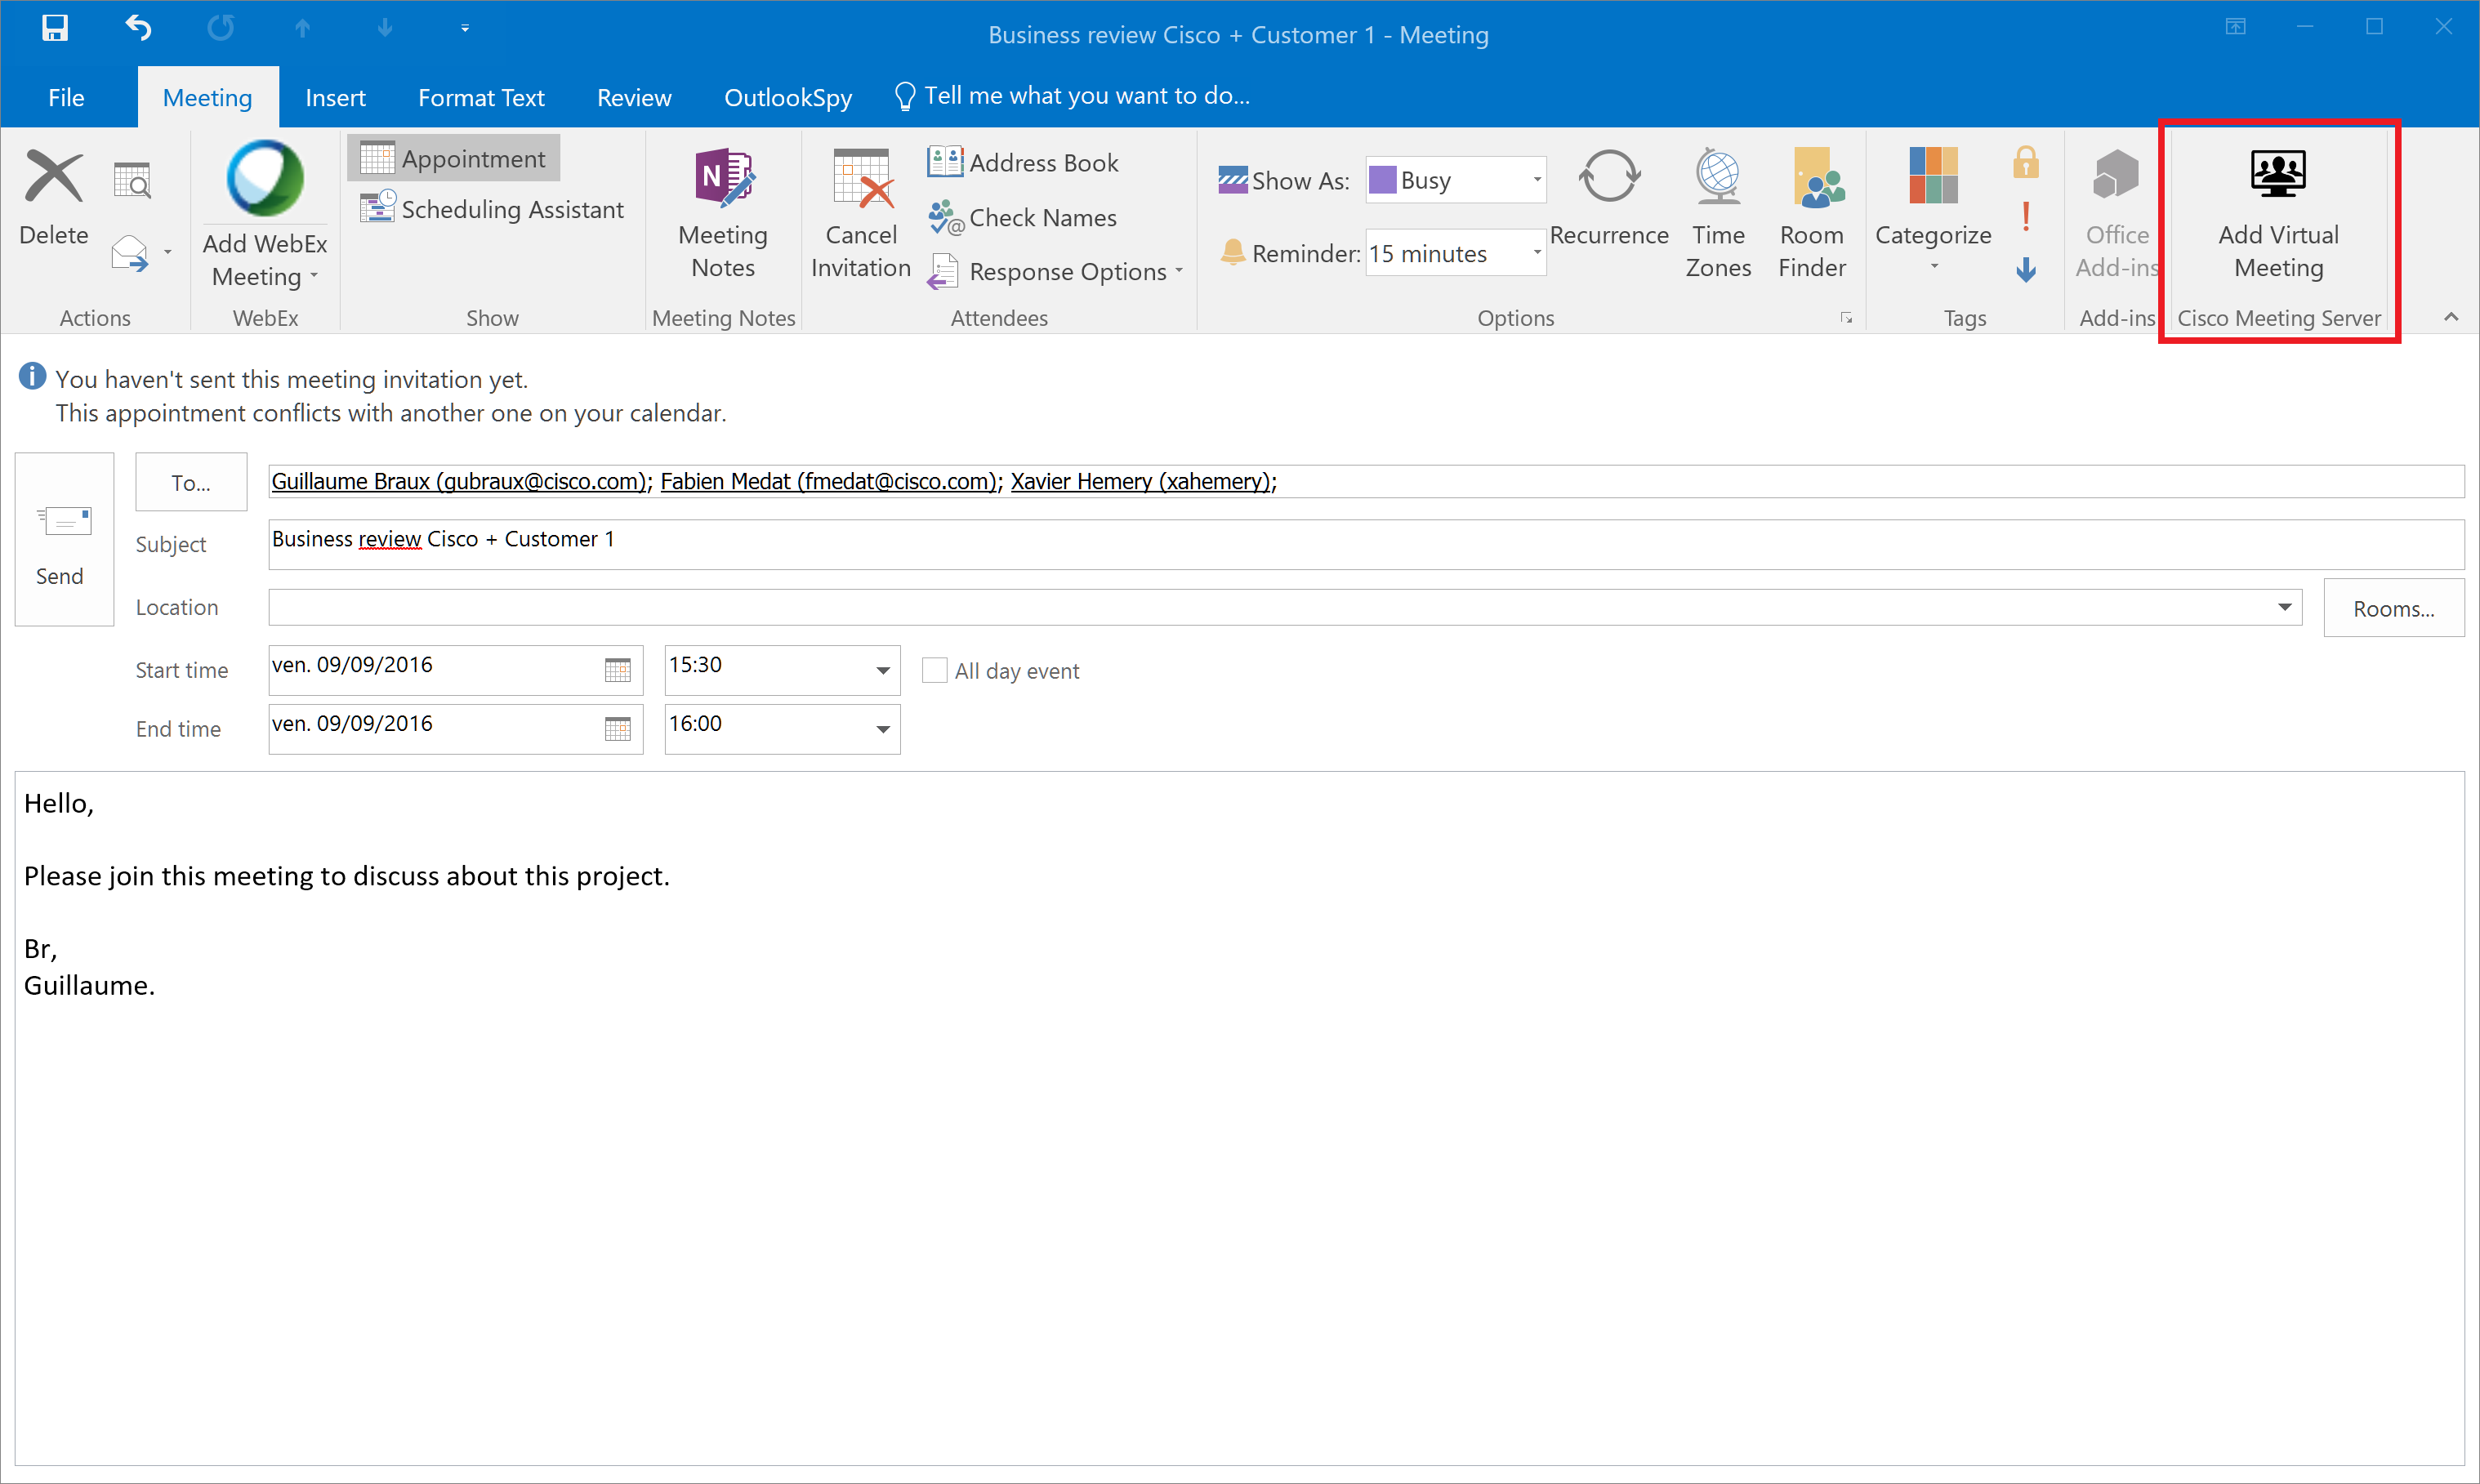 Business review Cisco + Customer 1 - Meeting
File Meeting Insert Format Text Review OutlookSpy Tell me what you want to do...
Delete
Actions
Add WebEx
Meeting
WebEx
Appointment
Scheduling Assistant
Show
Meeting
Notes
Meeting Notes
Cancel
Invitation
Address Book
Check Names
Response Options
Attendees
Show As: Busy
Reminder: 15 minutes
Recurrence
Time
Zones
Room
Finder
Options
Categorize
Tags
Office
Add-ins
Add-ins
Add Virtual
Meeting
Cisco Meeting Server
You haven't sent this meeting invitation yet.
This appointment conflicts with another one on your calendar.
Send
To... Guillaume Braux (gubraux@cisco.com); Fabien Medat (fmedat@cisco.com); Xavier Hemery (xahemery);
Subject Business review Cisco + Customer 1
Location Rooms...
Start time ven. 09/09/2016 15:30 All day event
End time ven. 09/09/2016 16:00
Hello,
Please join this meeting to discuss about this project.
Br,
Guillaume.